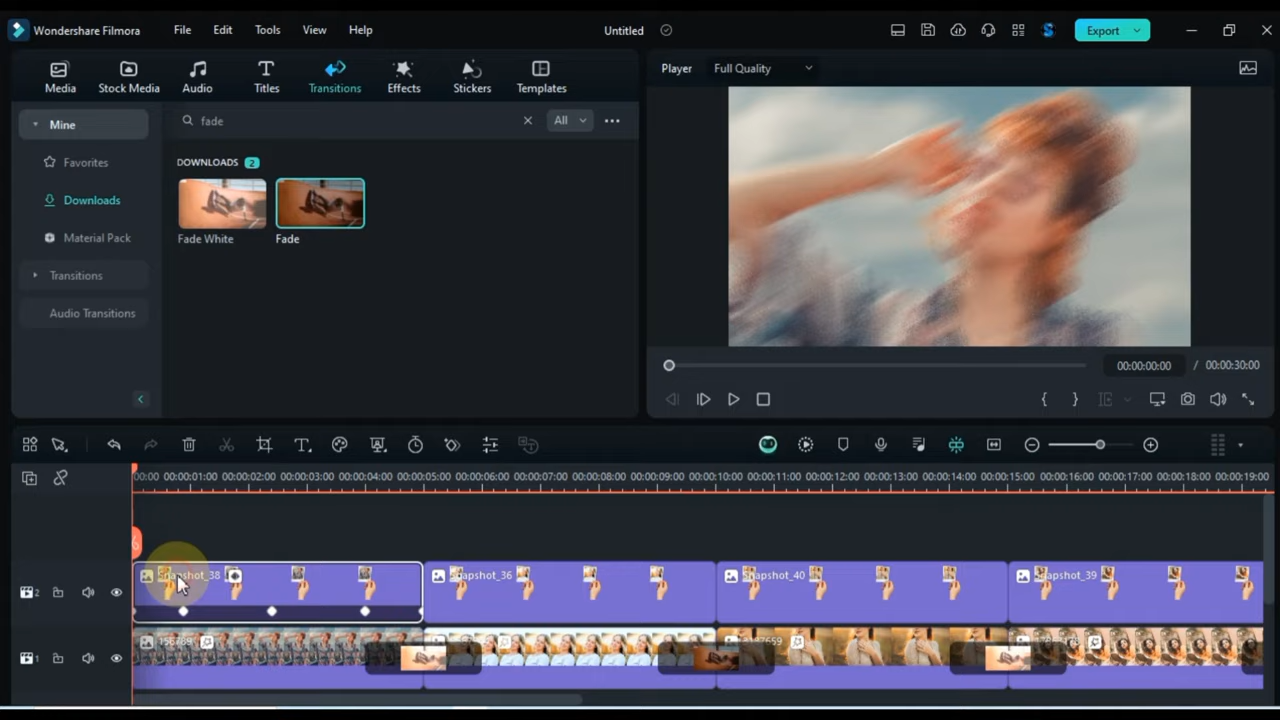 Wondershare Filmora File Edit Tools View Help Untitled Export
Media Stock Media Audio Titles Transitions Effects Stickers Templates
Player Full Quality
Mine
fade
All
Favorites
Downloads
Material Pack
Transitions
Audio Transitions
DOWNLOADS 2
Fade White Fade
00:00:00:00 / 00:00:30:00
00:00 00:00:01:00 00:00:02:00 00:00:03:00 00:00:04:00 00:00:05:00 00:00:06:00 00:00:07:00 00:00:08:00 00:00:09:00 00:00:10:00 00:00:11:00 00:00:12:00 00:00:13:00 00:00:14:00 00:00:15:00 00:00:16:00 00:00:17:00 00:00:18:00 00:00:19:00
Snapshot_38 Snapshot_36 Snapshot_40 Snapshot_39
2
1